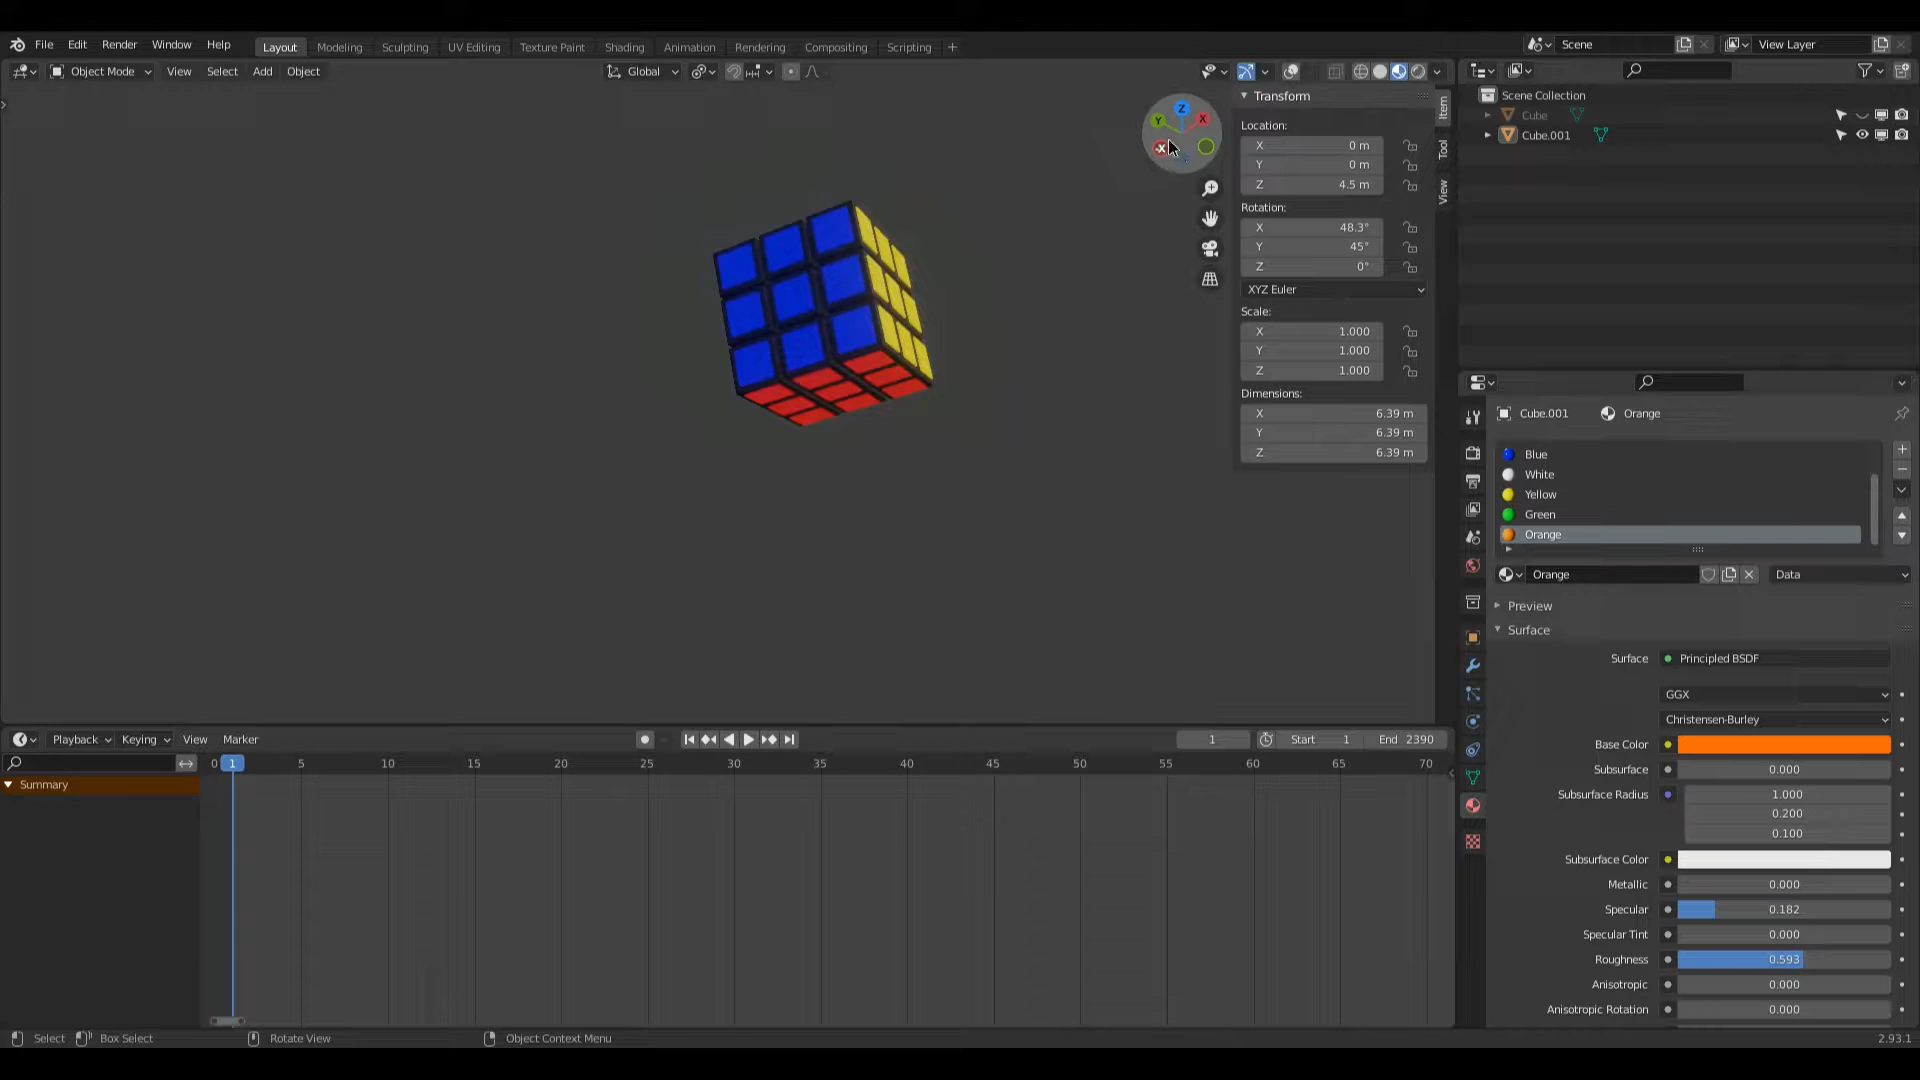 File Edit Render Window Help Layout Modeling Sculpting UV Editing Texture Paint Shading Animation Rendering Compositing Scripting Scene View Layer
Object Mode View Select Add Object Global
Transform
Location:
X 0 m
Y 0 m
Z 4.5 m
Rotation:
X 48.3°
Y 45°
Z 0°
XYZ Euler
Scale:
X 1.000
Y 1.000
Z 1.000
Dimensions:
X 6.39 m
Y 6.39 m
Z 6.39 m
Item
Tool
View
Z
Y
X
-X
Scene Collection
Cube
Cube.001
Cube.001 Orange
Blue
White
Yellow
Green
Orange
Orange Data
Preview
Surface
Surface Principled BSDF
GGX
Christensen-Burley
Base Color
Subsurface 0.000
Subsurface Radius 1.000
0.200
0.100
Subsurface Color
Metallic 0.000
Specular 0.182
Specular Tint 0.000
Roughness 0.593
Anisotropic 0.000
Anisotropic Rotation 0.000
Playback Keying View Marker 1 Start 1 End 2390
0 1 5 10 15 20 25 30 35 40 45 50 55 60 65 70
Summary
Select Box Select Rotate View Object Context Menu 2.93.1